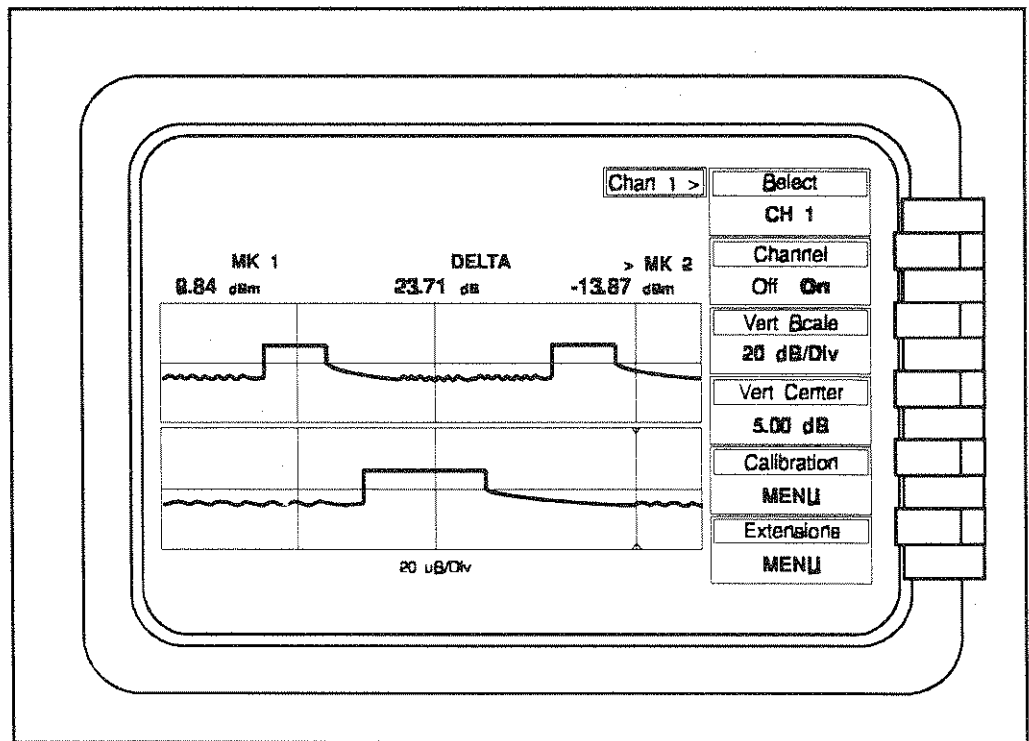 Chan 1 >
Select
CH 1
Channel
Off On
Vert Scale
20 dB/Div
Vert Center
5.00 dB
Calibration
MENU
Extensions
MENU
MK 1 DELTA > MK 2
9.84 dBm 23.71 dB -13.87 dBm
20 uS/Div